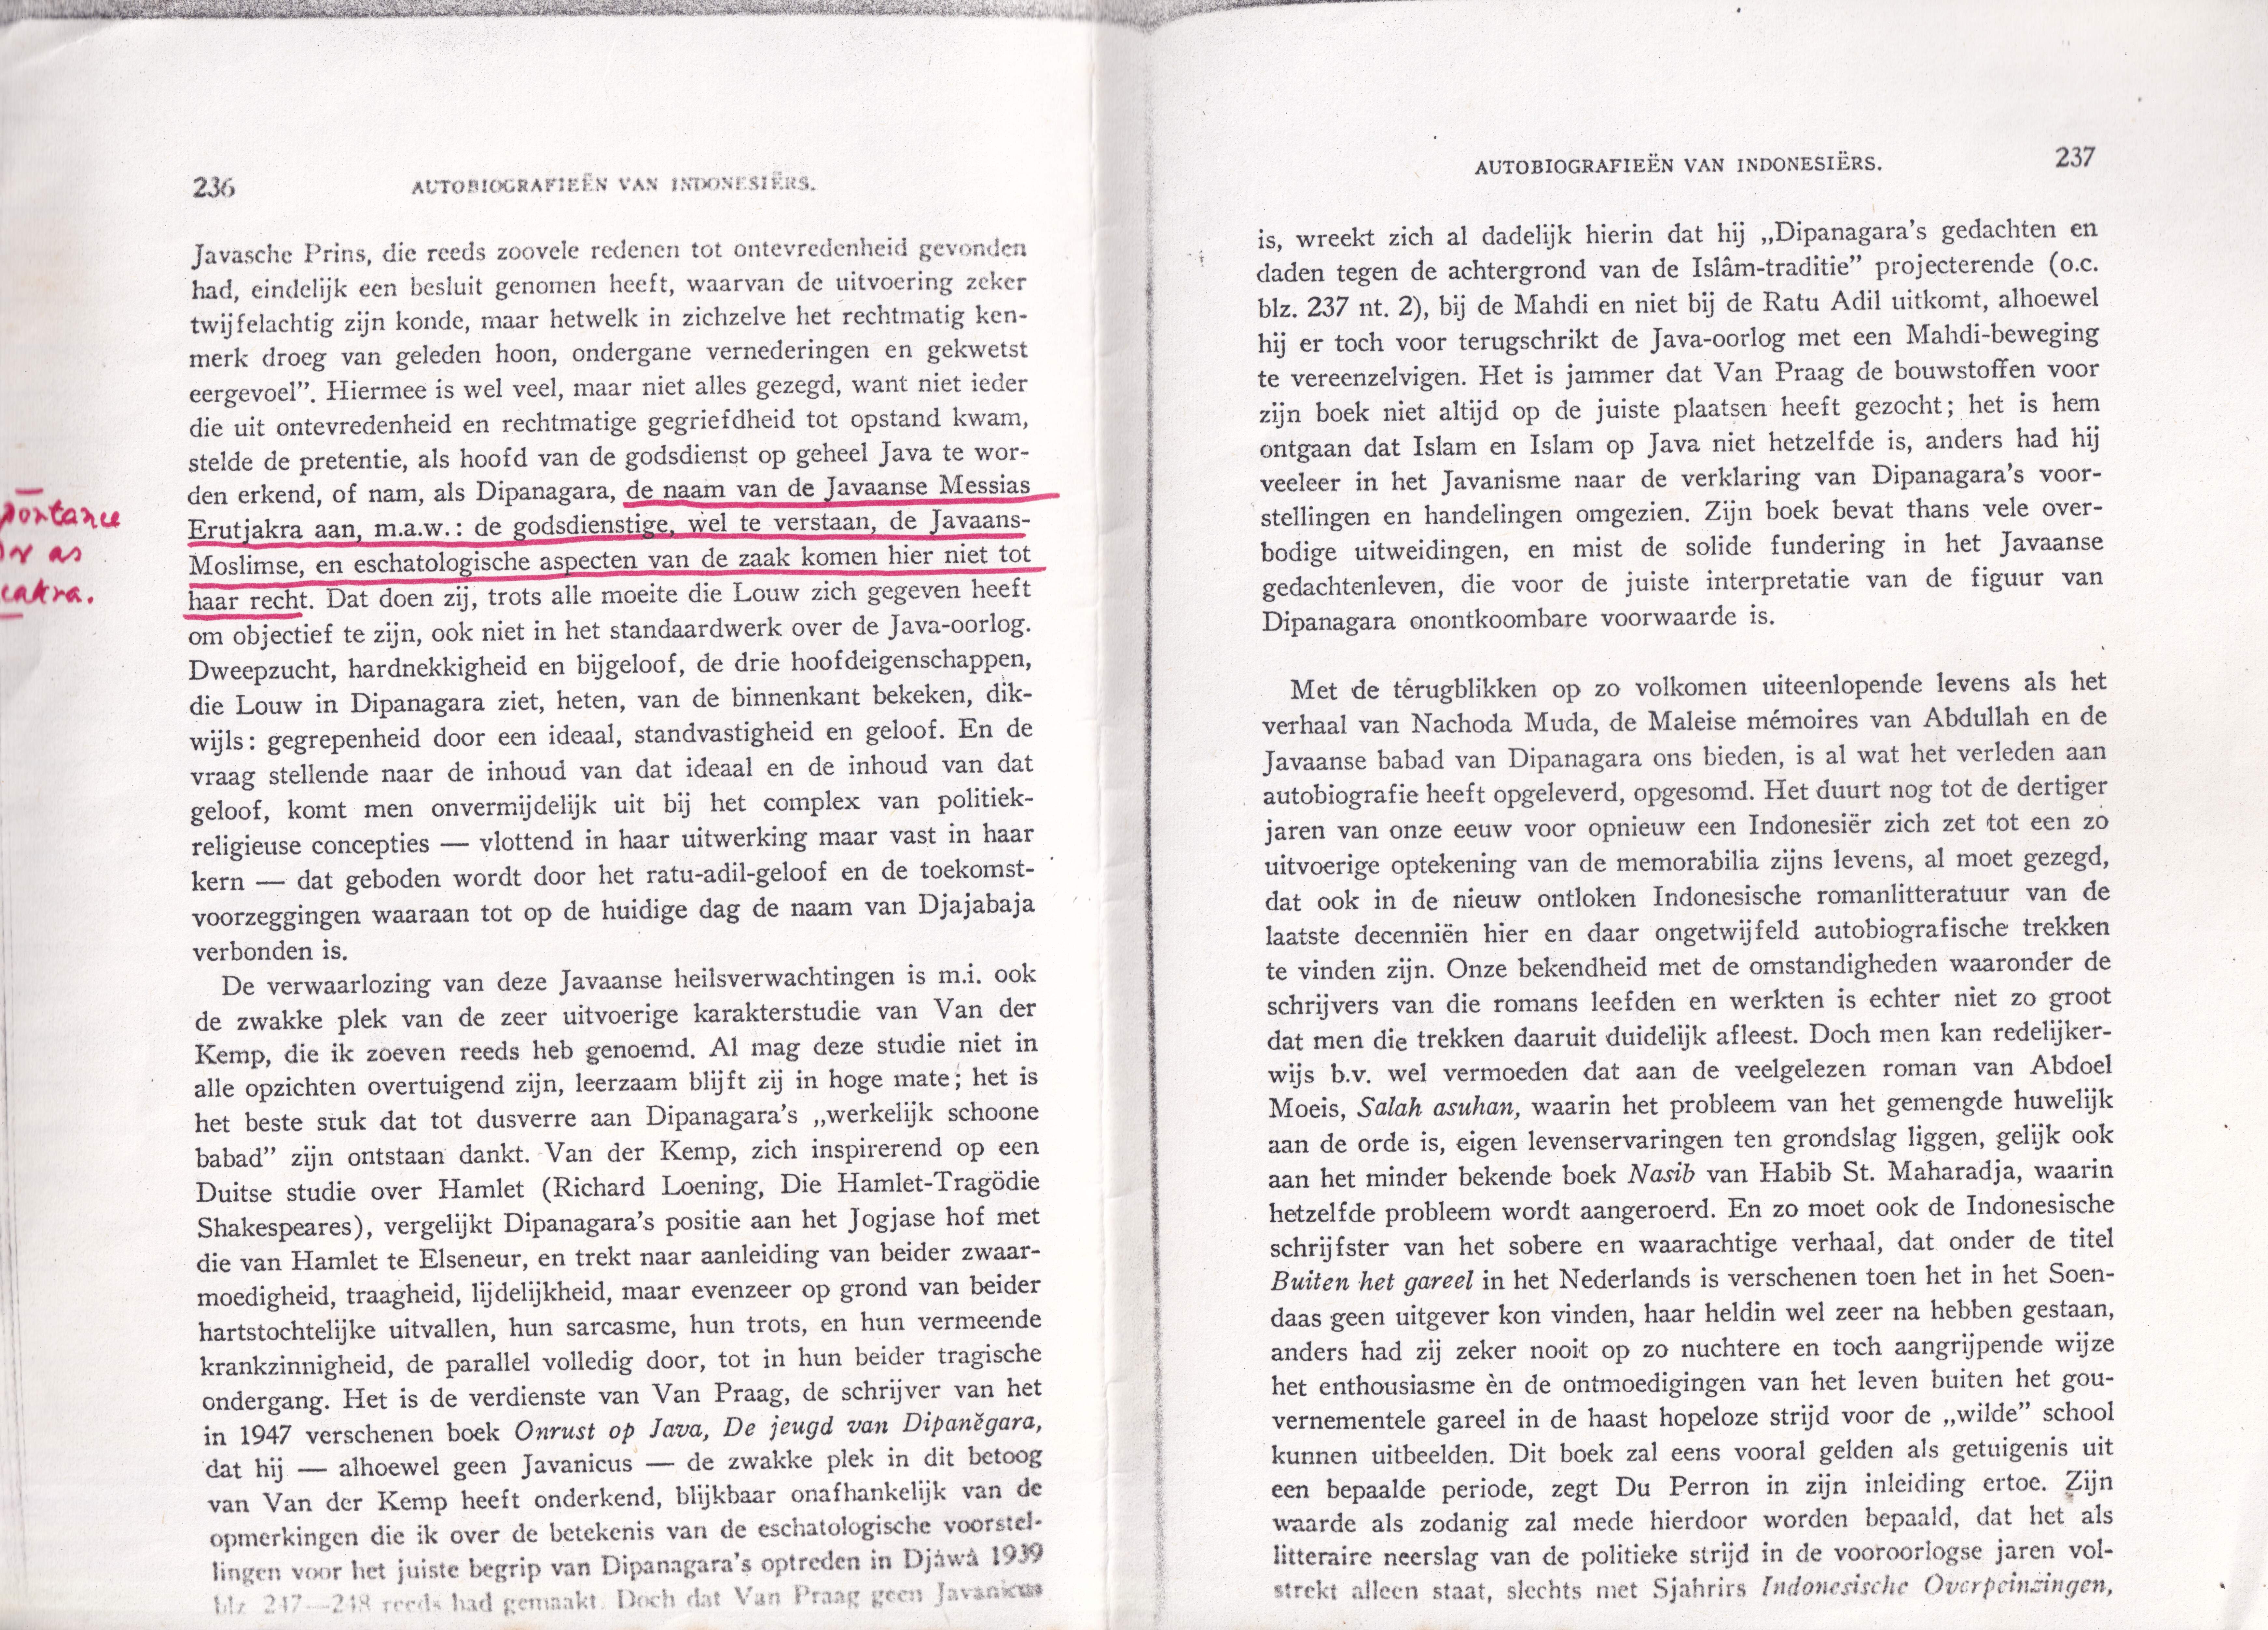 236 AUTOBIOGRAFIEËN VAN INDONESIËRS.
Javasche Prins, die reeds zoovele redenen tot ontevredenheid gevonden
had, eindelijk een besluit genomen heeft, waarvan de uitvoering zeker
twijfelachtig zijn konde, maar hetwelk in zichzelve het rechtmatig ken-
merk droeg van geleden hoon, ondergane vernederingen en gekwetst
eergevoel”. Hiermee is wel veel, maar niet alles gezegd, want niet ieder
die uit ontevredenheid en rechtmatige gegriefdheid tot opstand kwam,
stelde de pretentie, als hoofd van de godsdienst op geheel Java te wor-
den erkend, of nam, als Dipanagara, de naam van de Javaanse Messias
Erutjakra aan, m.a.w.: de godsdienstige, wel te verstaan, de Javaans-
Moslimse, en eschatologische aspecten van de zaak komen hier niet tot
haar recht. Dat doen zij, trots alle moeite die Louw zich gegeven heeft
om objectief te zijn, ook niet in het standaardwerk over de Java-oorlog.
Dweepzucht, hardnekkigheid en bijgeloof, de drie hoofdeigenschappen,
die Louw in Dipanagara ziet, heten, van de binnenkant bekeken, dik-
wijls: gegrepenheid door een ideaal, standvastigheid en geloof. En de
vraag stellende naar de inhoud van dat ideaal en de inhoud van dat
geloof, komt men onvermijdelijk uit bij het complex van politiek-
religieuse concepties — vlottend in haar uitwerking maar vast in haar
kern — dat geboden wordt door het ratu-adil-geloof en de toekomst-
voorzeggingen waaraan tot op de huidige dag de naam van Djajabaja
verbonden is.
De verwaarlozing van deze Javaanse heilsverwachtingen is m.i. ook
de zwakke plek van de zeer uitvoerige karakterstudie van Van der
Kemp, die ik zoeven reeds heb genoemd. Al mag deze studie niet in
alle opzichten overtuigend zijn, leerzaam blijft zij in hoge mate; het is
het beste stuk dat tot dusverre aan Dipanagara's „werkelijk schoone
babad” zijn ontstaan dankt. Van der Kemp, zich inspirerend op een
Duitse studie over Hamlet (Richard Loening, Die Hamlet-Tragödie
Shakespeares), vergelijkt Dipanagara's positie aan het Jogjase hof met
die van Hamlet te Elseneur, en trekt naar aanleiding van beider zwaar-
moedigheid, traagheid, lijdelijkheid, maar evenzeer op grond van beider
hartstochtelijke uitvallen, hun sarcasme, hun trots, en hun vermeende
krankzinnigheid, de parallel volledig door, tot in hun beider tragische
ondergang. Het is de verdienste van Van Praag, de schrijver van het
in 1947 verschenen boek Onrust op Java, De jeugd van Dipaněgara,
dat hij — alhoewel geen Javanicus — de zwakke plek in dit betoog
van Van der Kemp heeft onderkend, blijkbaar onafhankelijk van de
opmerkingen die ik over de betekenis van de eschatologische voorstel-
lingen voor het juiste begrip van Dipanagara's optreden in Djåwå 1939
blz. 247—248 reeds had gemaakt. Doch dat Van Praag geen Javanicus
portance
as
cakra.
AUTOBIOGRAFIEËN VAN INDONESIËRS. 237
is, wreekt zich al dadelijk hierin dat hij „Dipanagara's gedachten en
daden tegen de achtergrond van de Islâm-traditie” projecterende (o.c.
blz. 237 nt. 2), bij de Mahdi en niet bij de Ratu Adil uitkomt, alhoewel
hij er toch voor terugschrikt de Java-oorlog met een Mahdi-beweging
te vereenzelvigen. Het is jammer dat Van Praag de bouwstoffen voor
zijn boek niet altijd op de juiste plaatsen heeft gezocht; het is hem
ontgaan dat Islam en Islam op Java niet hetzelfde is, anders had hij
veeleer in het Javanisme naar de verklaring van Dipanagara's voor-
stellingen en handelingen omgezien. Zijn boek bevat thans vele over-
bodige uitweidingen, en mist de solide fundering in het Javaanse
gedachtenleven, die voor de juiste interpretatie van de figuur van
Dipanagara onontkoombare voorwaarde is.
Met de térugblikken op zo volkomen uiteenlopende levens als het
verhaal van Nachoda Muda, de Maleise mémoires van Abdullah en de
Javaanse babad van Dipanagara ons bieden, is al wat het verleden aan
autobiografie heeft opgeleverd, opgesomd. Het duurt nog tot de dertiger
jaren van onze eeuw voor opnieuw een Indonesiër zich zet tot een zo
uitvoerige optekening van de memorabilia zijns levens, al moet gezegd,
dat ook in de nieuw ontloken Indonesische romanlitteratuur van de
laatste decenniën hier en daar ongetwijfeld autobiografische trekken
te vinden zijn. Onze bekendheid met de omstandigheden waaronder de
schrijvers van die romans leefden en werkten is echter niet zo groot
dat men die trekken daaruit duidelijk afleest. Doch men kan redelijker-
wijs b.v. wel vermoeden dat aan de veelgelezen roman van Abdoel
Moeis, Salah asuhan, waarin het probleem van het gemengde huwelijk
aan de orde is, eigen levenservaringen ten grondslag liggen, gelijk ook
aan het minder bekende boek Nasib van Habib St. Maharadja, waarin
hetzelfde probleem wordt aangeroerd. En zo moet ook de Indonesische
schrijfster van het sobere en waarachtige verhaal, dat onder de titel
Buiten het gareel in het Nederlands is verschenen toen het in het Soen-
daas geen uitgever kon vinden, haar heldin wel zeer na hebben gestaan,
anders had zij zeker nooit op zo nuchtere en toch aangrijpende wijze
het enthousiasme èn de ontmoedigingen van het leven buiten het gou-
vernementele gareel in de haast hopeloze strijd voor de „wilde” school
kunnen uitbeelden. Dit boek zal eens vooral gelden als getuigenis uit
een bepaalde periode, zegt Du Perron in zijn inleiding ertoe. Zijn
waarde als zodanig zal mede hierdoor worden bepaald, dat het als
litteraire neerslag van de politieke strijd in de vooroorlogse jaren vol-
strekt alleen staat, slechts met Sjahrirs Indonesische Overpeinzingen,